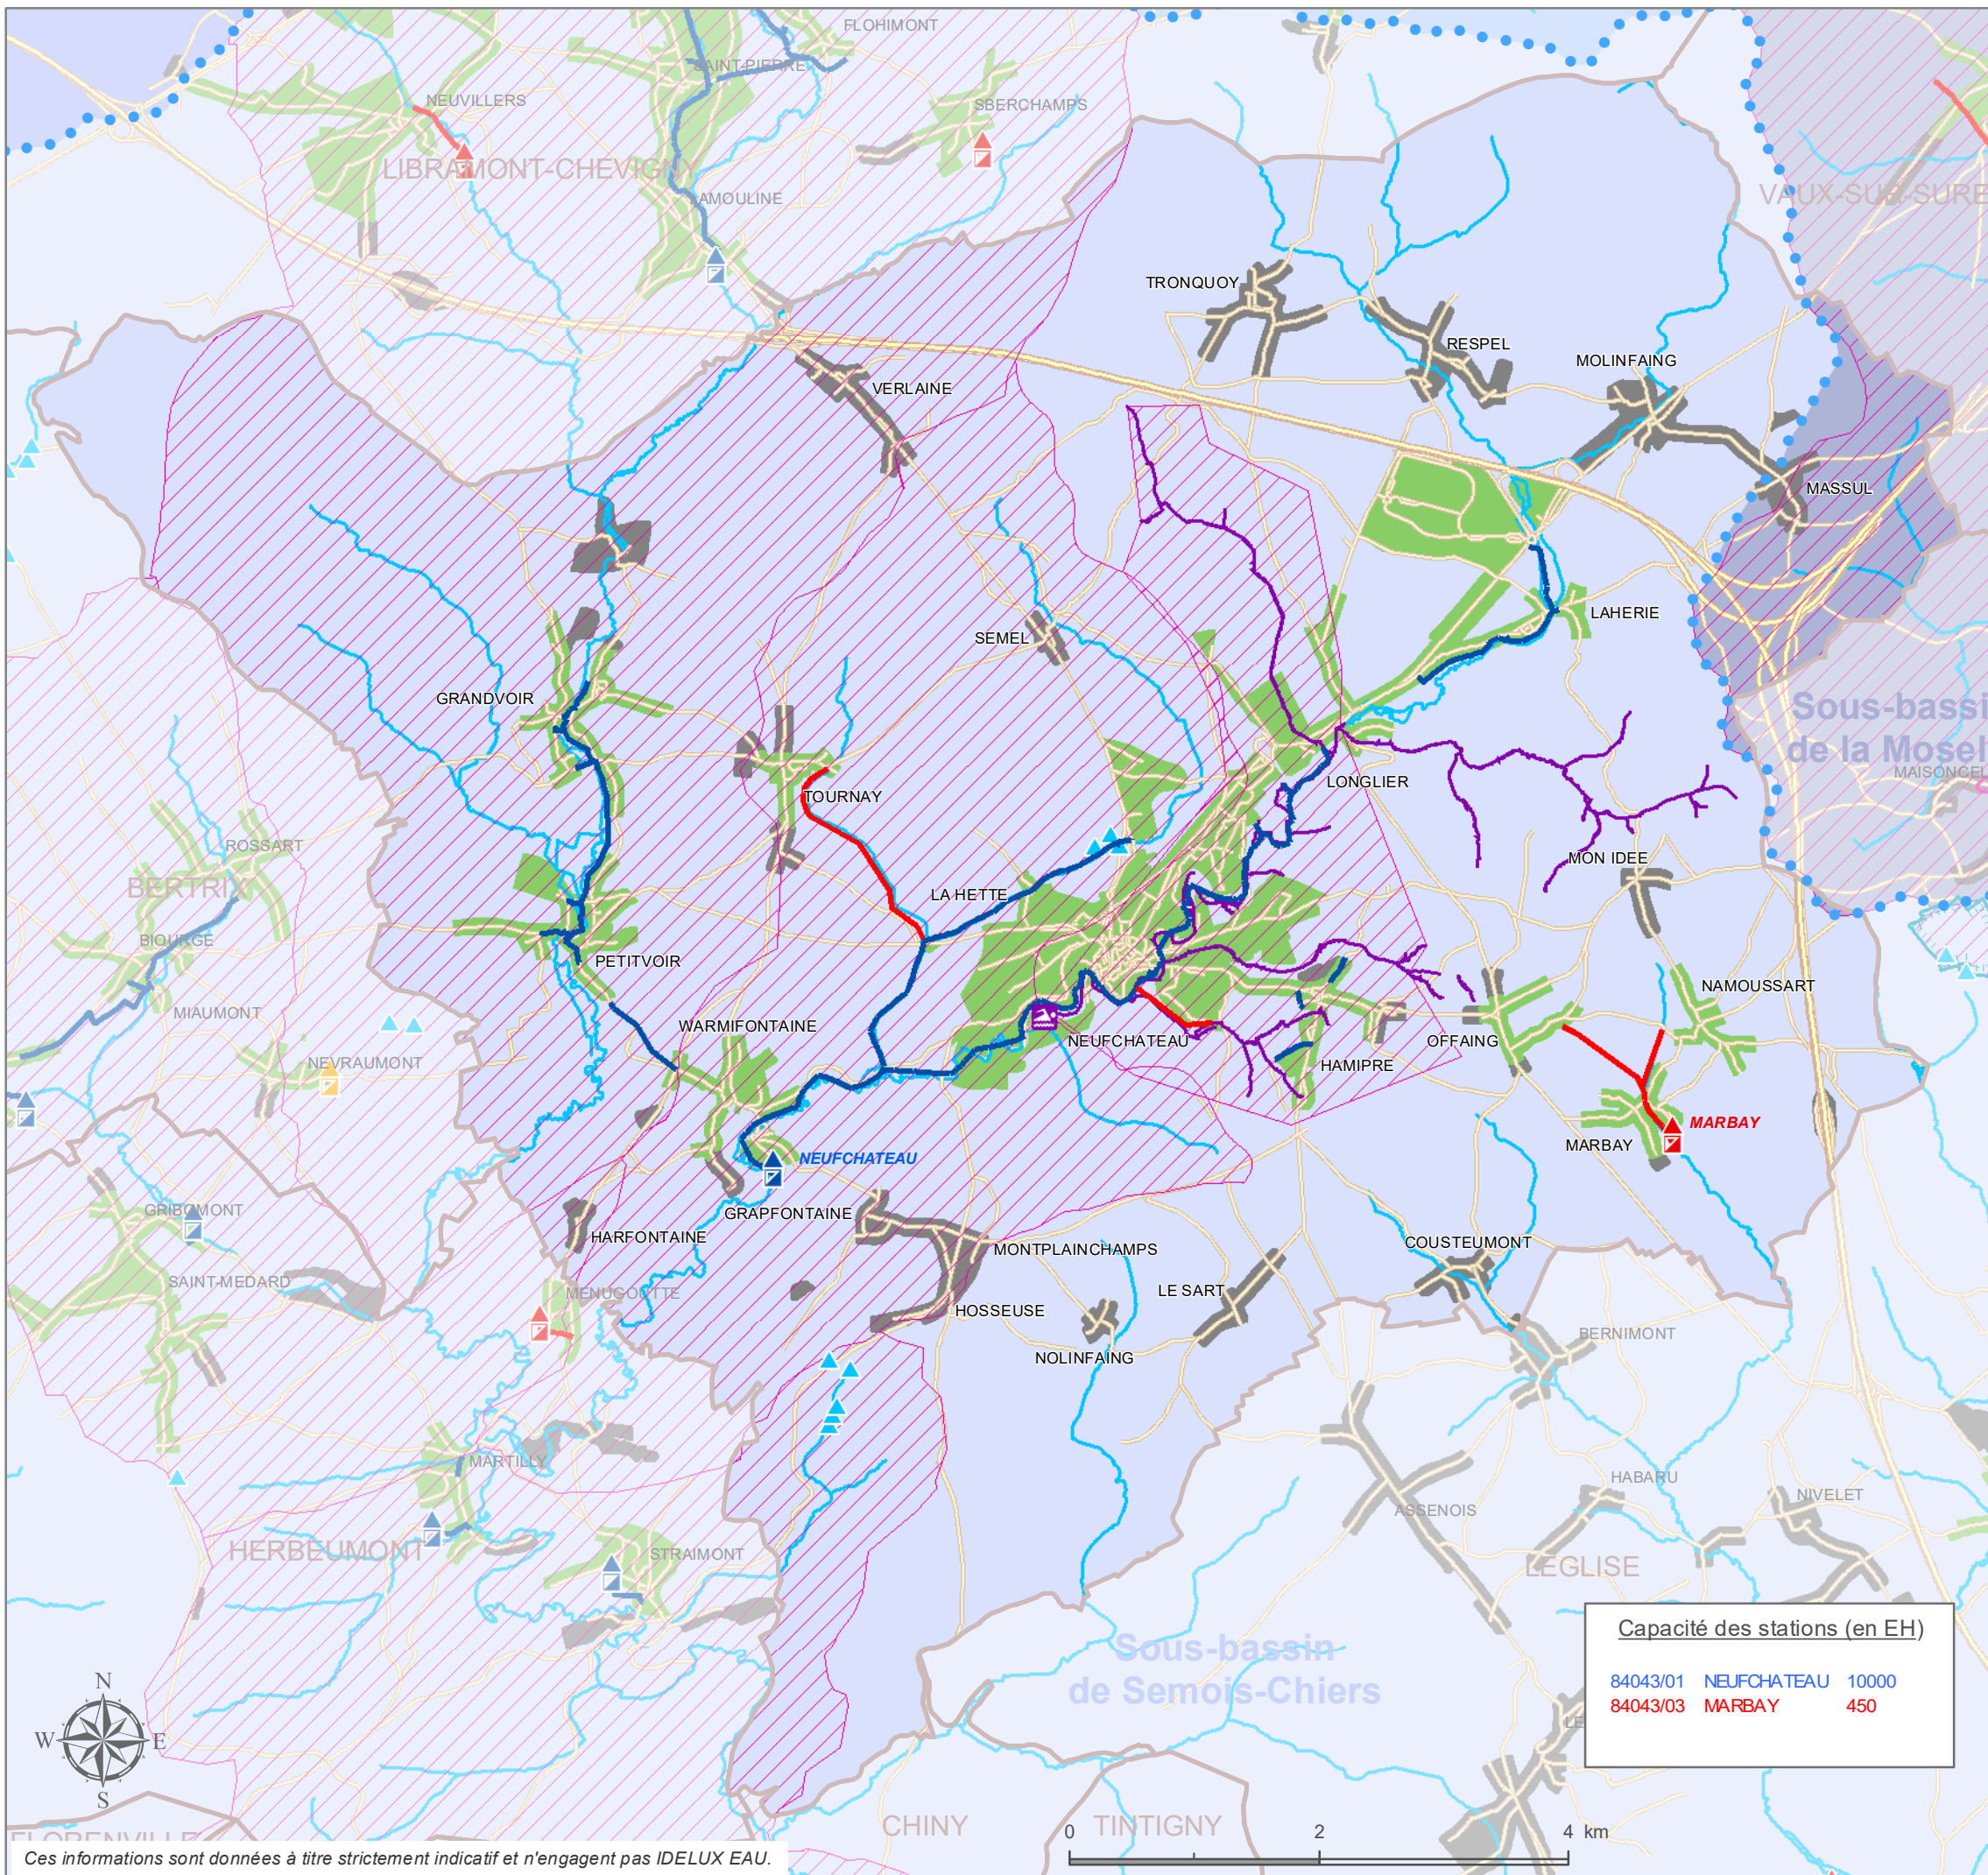 FLOHIMONT
SAINT-PIERRE
NEUVILLERS
SBERCHAMPS
LIBRAMONT-CHEVIGNY
VAUX-SUR-SURE
LAMOULINE
TRONQUOY
RESPEL
MOLINFAING
VERLAINE
MASSUL
LAHERIE
SEMEL
GRANDVOIR
Sous-bassi
de la Mosel
MAISONCEL
TOURNAY
LONGLIER
ROSSART
MON IDEE
BERTRIX
LA HETTE
BIOURGE
PETITVOIR
NAMOUSSART
MIAUMONT
WARMIFONTAINE
NEUFCHATEAU
OFFAING
NEVRAUMONT
HAMIPRE
MARBAY
MARBAY
NEUFCHATEAU
GRIBOMONT
GRAPFONTAINE
HARFONTAINE
MONTPLAINCHAMPS
COUSTEUMONT
SAINT-MEDARD
MENUGOUTTE
LE SART
HOSSEUSE
BERNIMONT
NOLINFAING
MARTILLY
HABARU
NIVELET
ASSENOIS
HERBEUMONT
STRAIMONT
LEGLISE
Sous-bassin
de Semois-Chiers
Capacité des stations (en EH)
84043/01 NEUFCHATEAU 10000
84043/03 MARBAY 450
LE
N
W E
S
CHINY
TINTIGNY
0 2 4 km
FLORENVILLE
Ces informations sont données à titre strictement indicatif et n'engagent pas IDELUX EAU.